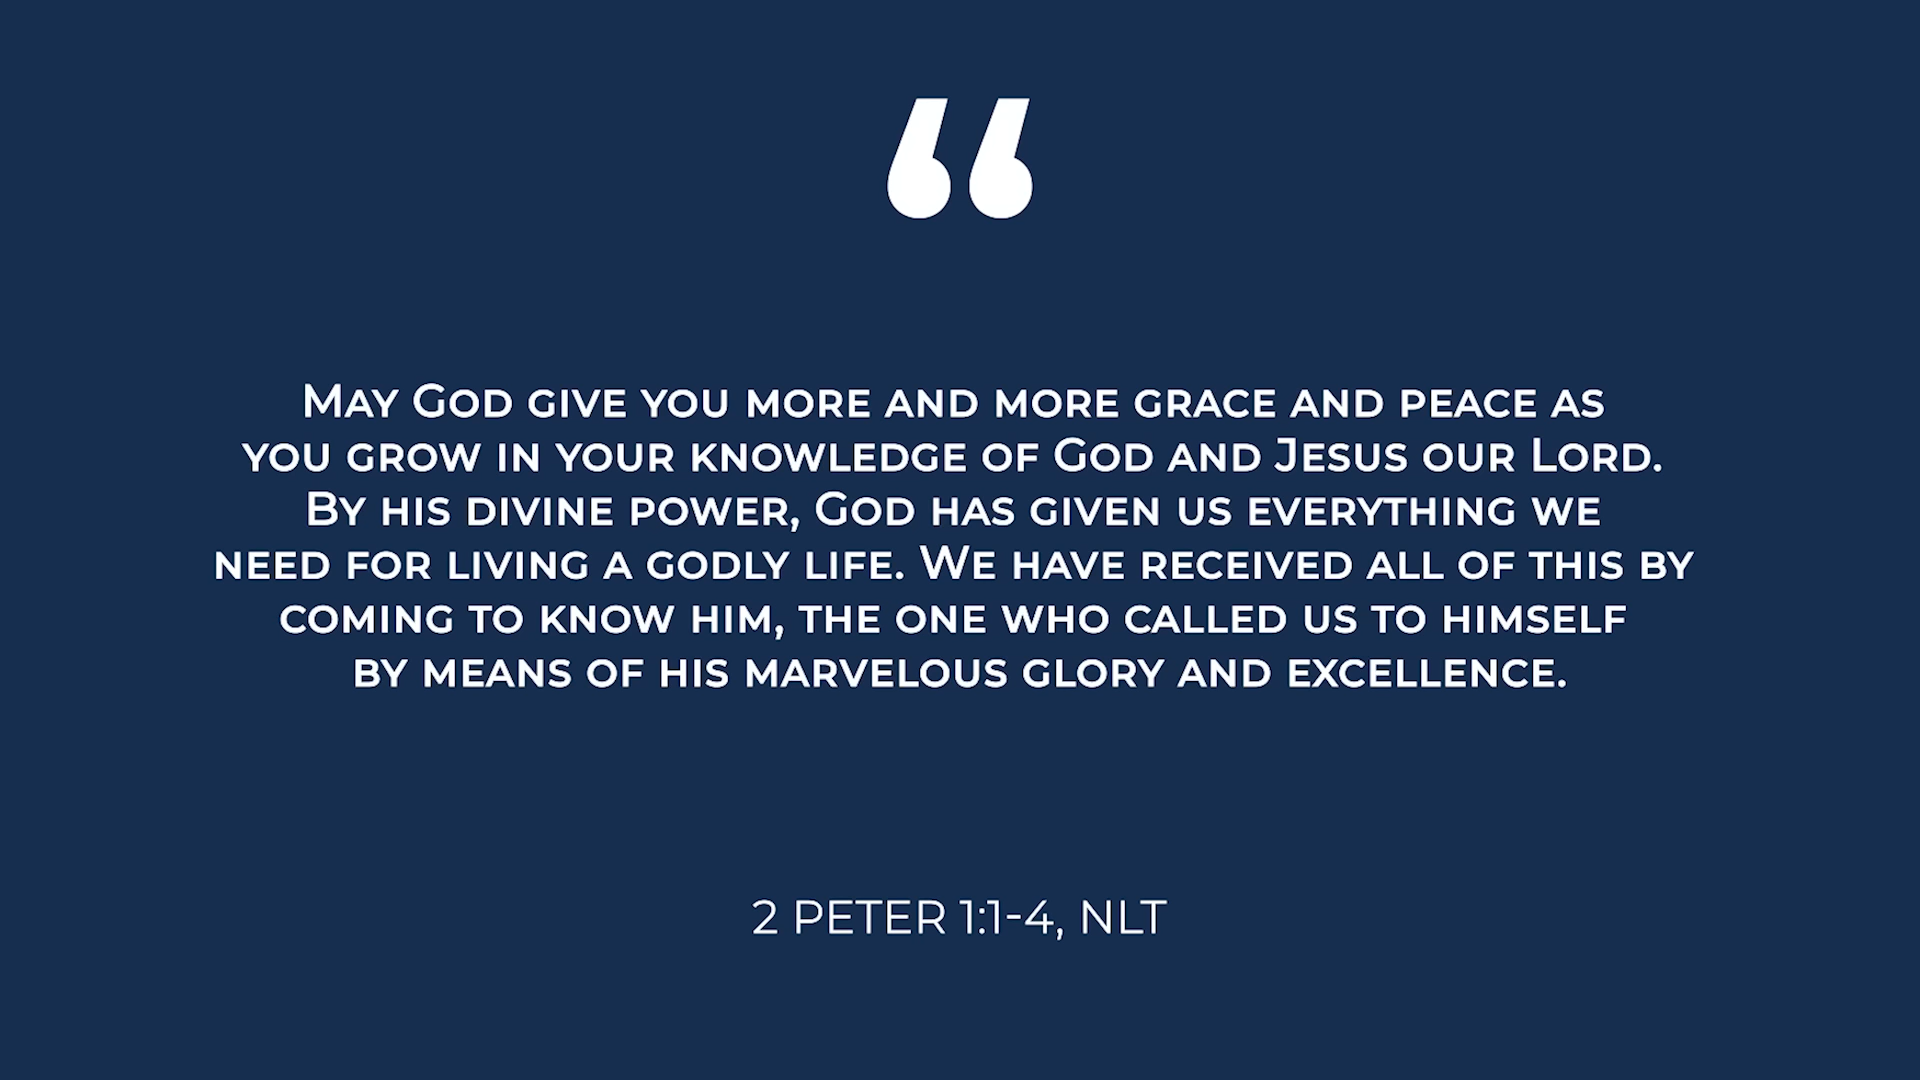 “
May God give you more and more grace and peace as
you grow in your knowledge of God and Jesus our Lord.
By his divine power, God has given us everything we
need for living a godly life. We have received all of this by
coming to know him, the one who called us to himself
by means of his marvelous glory and excellence.
2 PETER 1:1-4, NLT